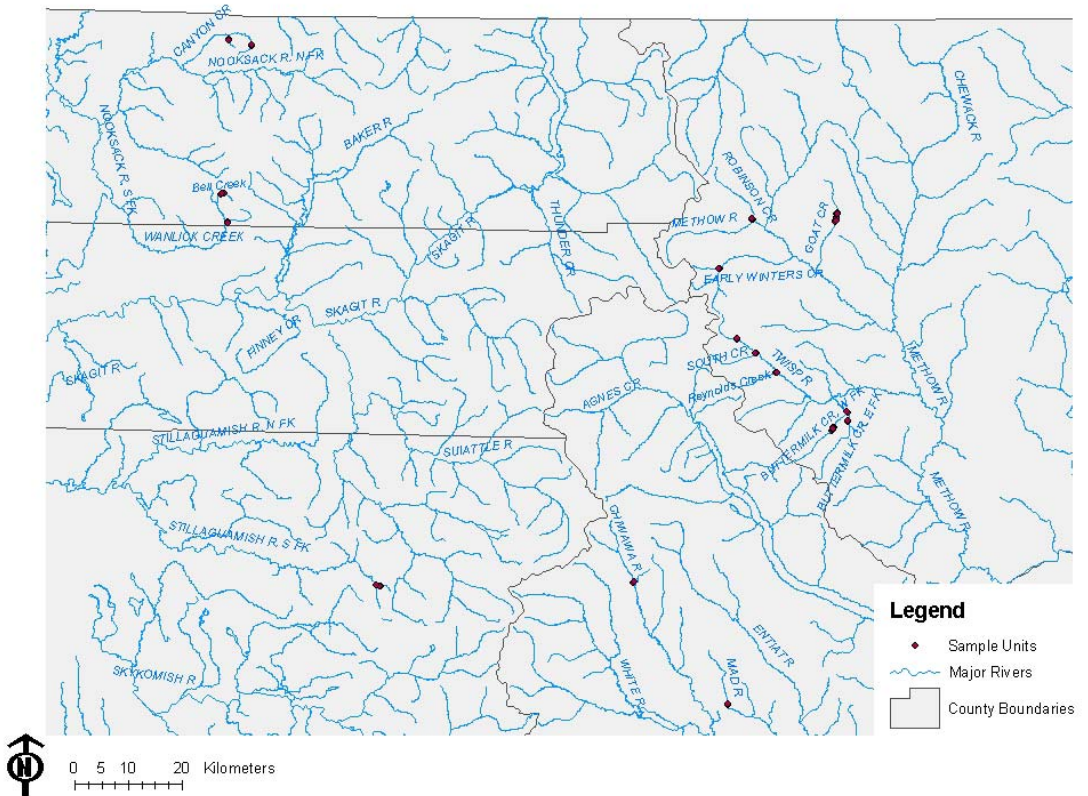 CANYON CR
NOOKSACK R, N FK
CHEWACK R
NOOKSACK R, S FK
BAKER R
ROBINSON CR
Bell Creek
METHOW R
GOAT CR
WANLICK CREEK
THUNDER CR
SKAGIT R
EARLY WINTERS CR
SKAGIT R
FINNEY CR
SKAGIT R
SOUTH CR
TWISP R
METHOW R
Reynolds Creek
AGNES CR
STILLAGUAMISH R, N FK
SUIATTLE R
BUTTERMILK CR, W FK
BUTTERMILK CR, E FK
METHOW R
STILLAGUAMISH R, S FK
CHIWAWA R
ENTIAT R
SKYKOMISH R
WHITE R
MAD R
Legend
Sample Units
Major Rivers
County Boundaries
N
0 5 10 20 Kilometers